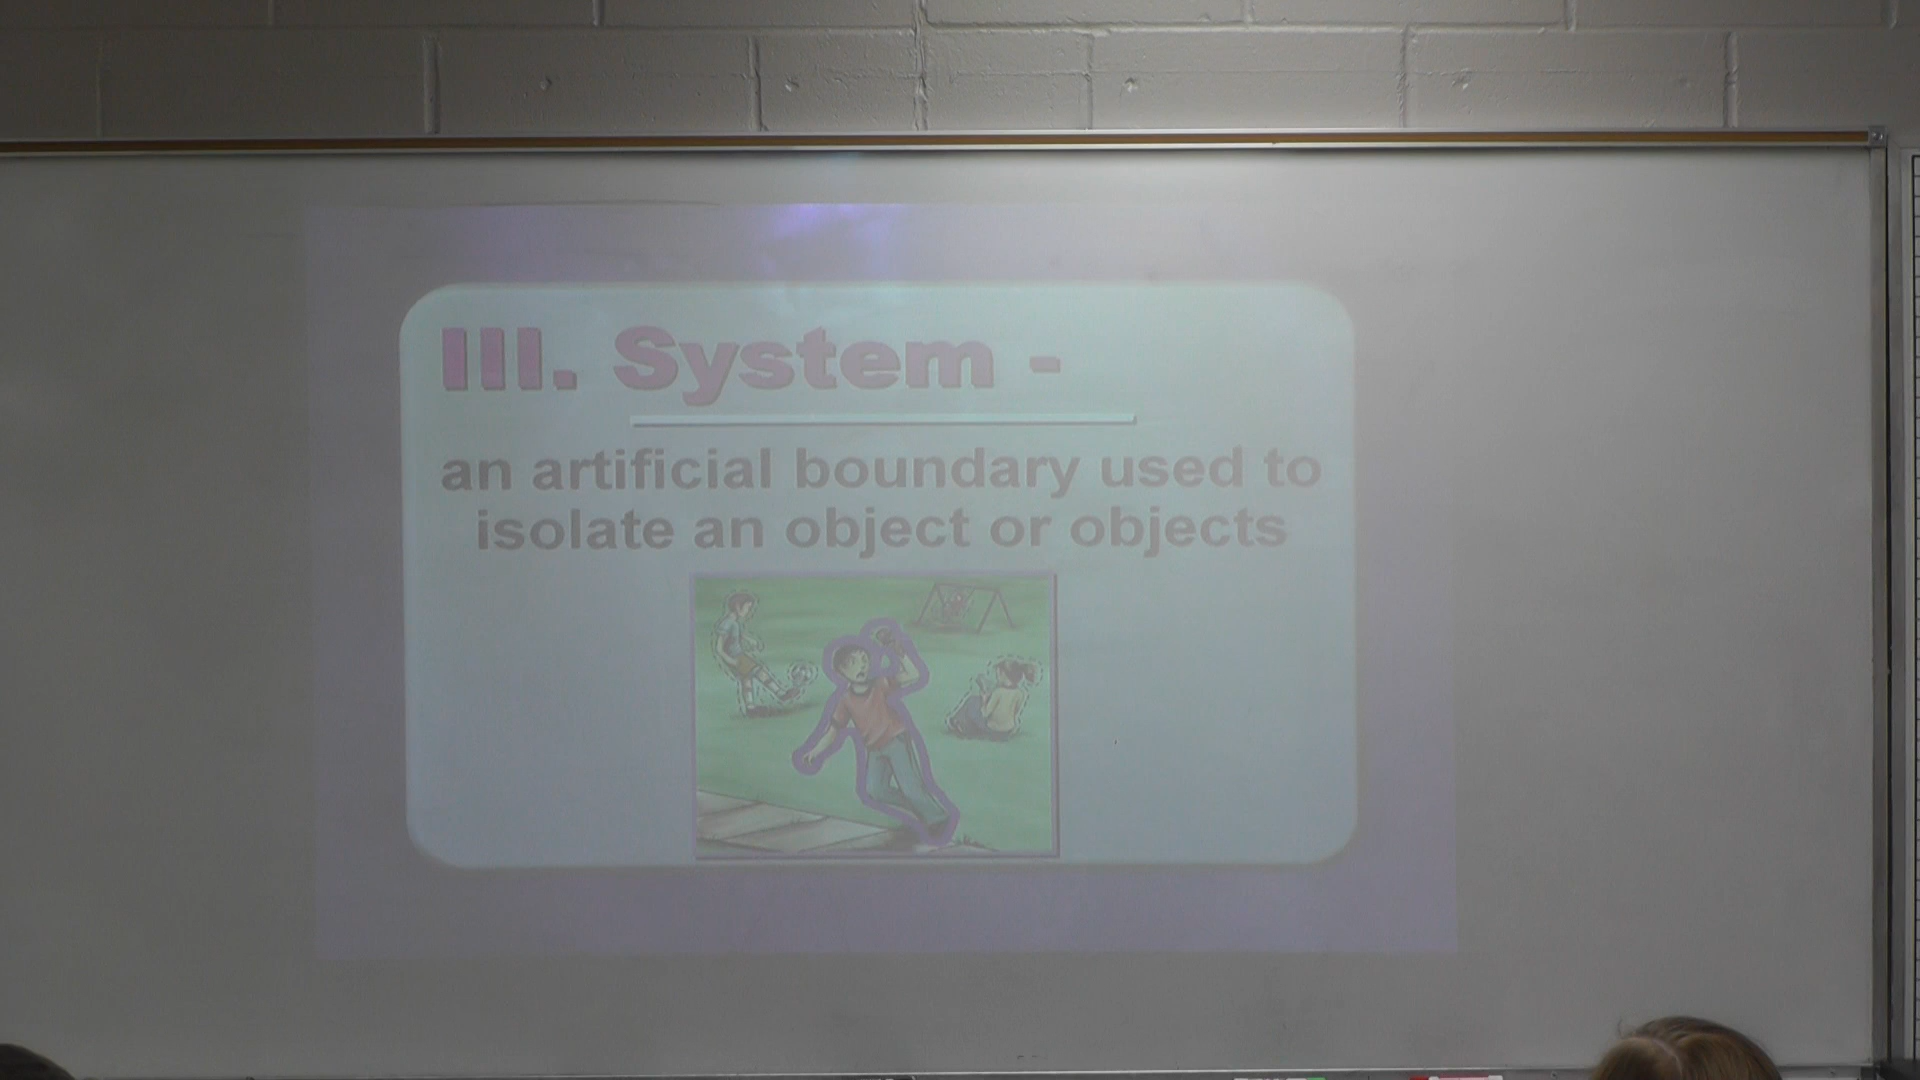 III. System -
an artificial boundary used to
isolate an object or objects